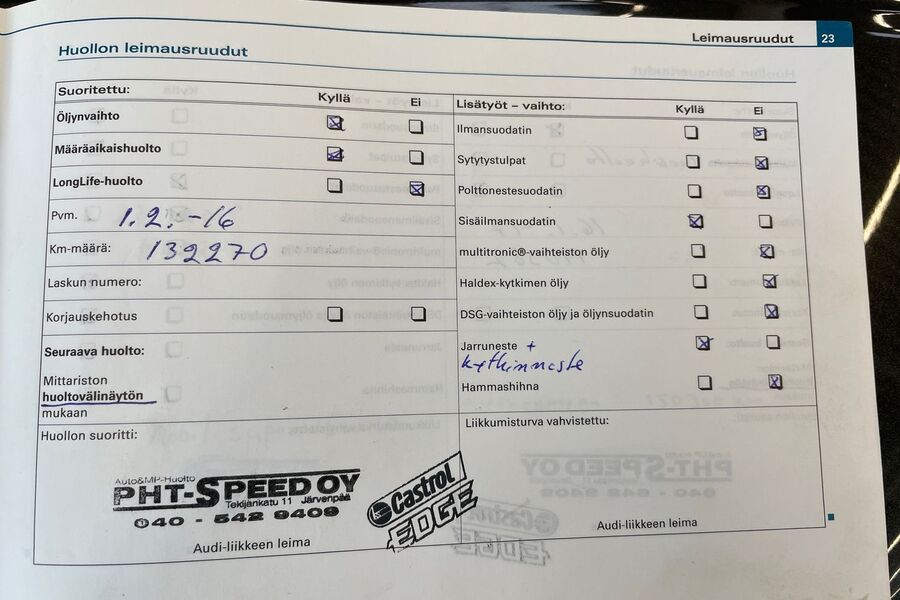 Leimausruudut 23
Huollon leimausruudut
Suoritettu: Kyllä Ei
Öljynvaihto
Määräaikaishuolto
LongLife-huolto
Pvm. 1.2.-16
Km-määrä: 132270
Laskun numero:
Korjauskehotus
Seuraava huolto:
Mittariston
huoltovälinäytön
mukaan
Lisätyöt – vaihto: Kyllä Ei
Ilmansuodatin
Sytytystulpat
Polttonestesuodatin
Sisäilmansuodatin
multitronic®-vaihteiston öljy
Haldex-kytkimen öljy
DSG-vaihteiston öljy ja öljynsuodatin
Jarruneste +
kytkinneste
Hammashihna
Huollon suoritti:
Auto&MP-Huolto
PHT-SPEED OY
Tekijänkatu 11 Järvenpää
040 - 542 9409
Castrol
EDGE
Audi-liikkeen leima
Liikkumisturva vahvistettu:
Audi-liikkeen leima